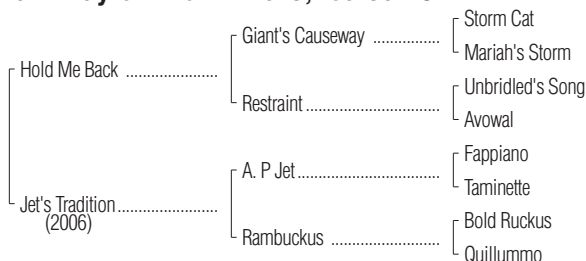 Storm Cat
Giant's Causeway ................
Mariah's Storm
Hold Me Back ......................
Unbridled's Song
Restraint ................................
Avowal
Fappiano
A. P Jet ..................................
Taminette
Jet's Tradition ........................
(2006)
Bold Ruckus
Rambuckus ..........................
Quillummo